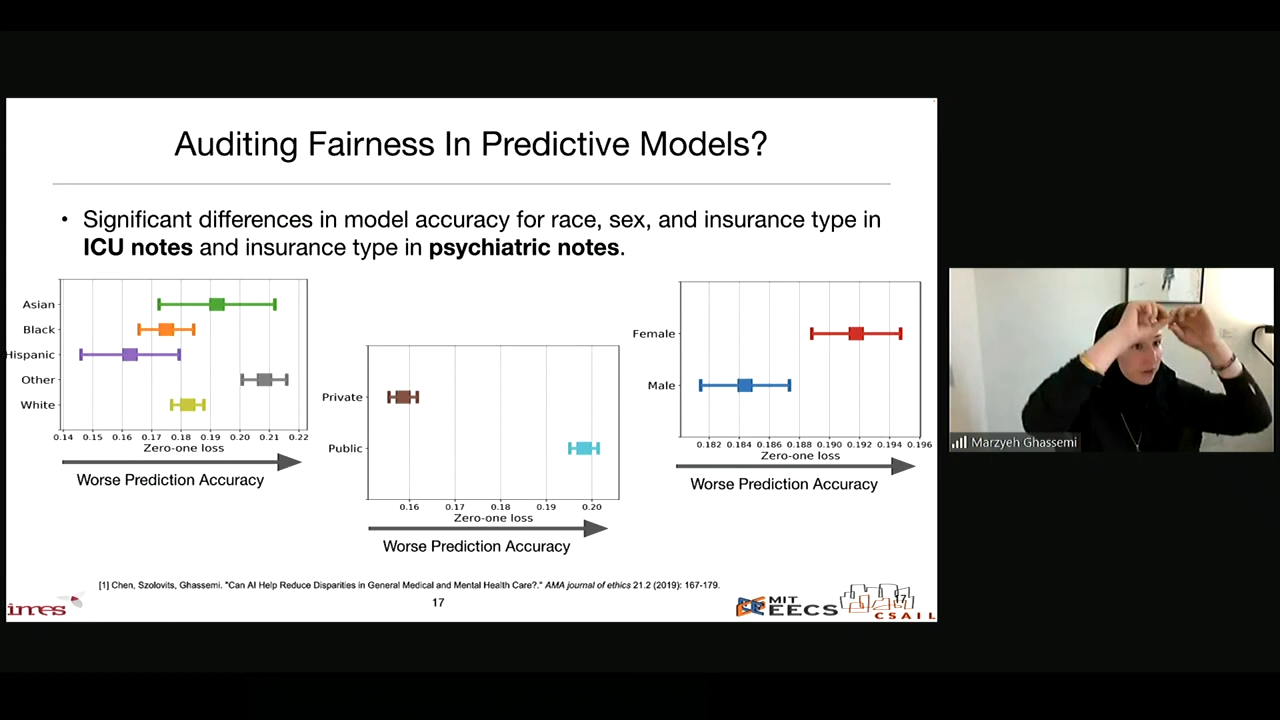 Auditing Fairness In Predictive Models?
• Significant differences in model accuracy for race, sex, and insurance type in
ICU notes and insurance type in psychiatric notes.
Asian
Black
Hispanic
Other
White
0.14 0.15 0.16 0.17 0.18 0.19 0.20 0.21 0.22
Zero-one loss
Worse Prediction Accuracy
Private
Public
0.16 0.17 0.18 0.19 0.20
Zero-one loss
Worse Prediction Accuracy
Female
Male
0.182 0.184 0.186 0.188 0.190 0.192 0.194 0.196
Zero-one loss
Worse Prediction Accuracy
Marzyeh Ghassemi
[1] Chen, Szolovits, Ghassemi. "Can AI Help Reduce Disparities in General Medical and Mental Health Care?." AMA journal of ethics 21.2 (2019): 167-179.
17
imes
MIT
EECS
17
CSAIL